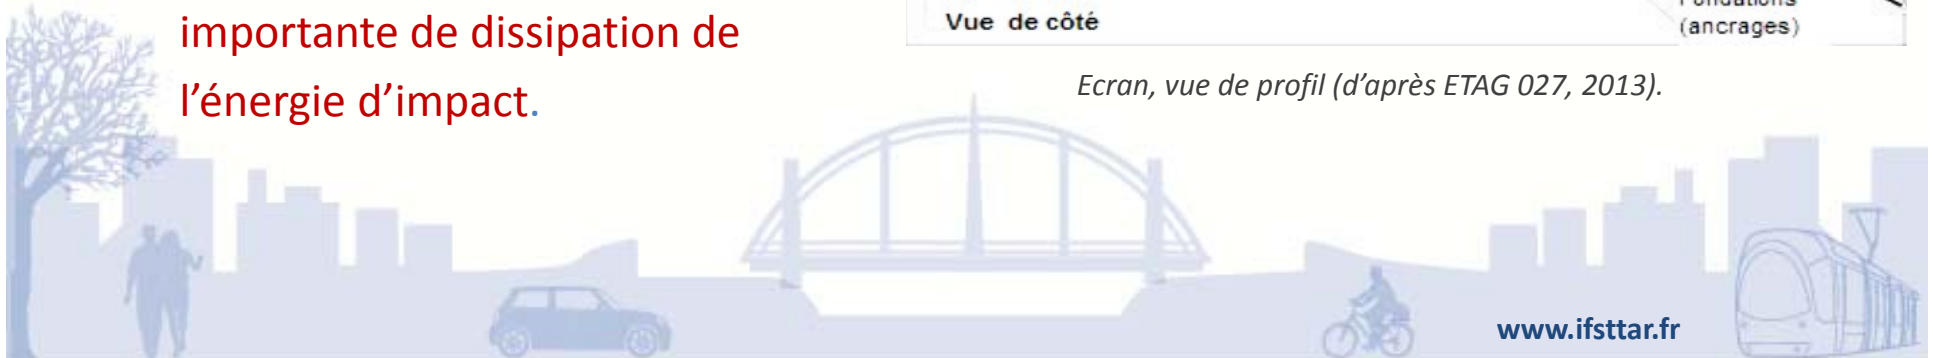 importante de dissipation de
l’énergie d’impact.
Vue de côté
(ancrages)
Ecran, vue de profil (d’après ETAG 027, 2013).
www.ifsttar.fr